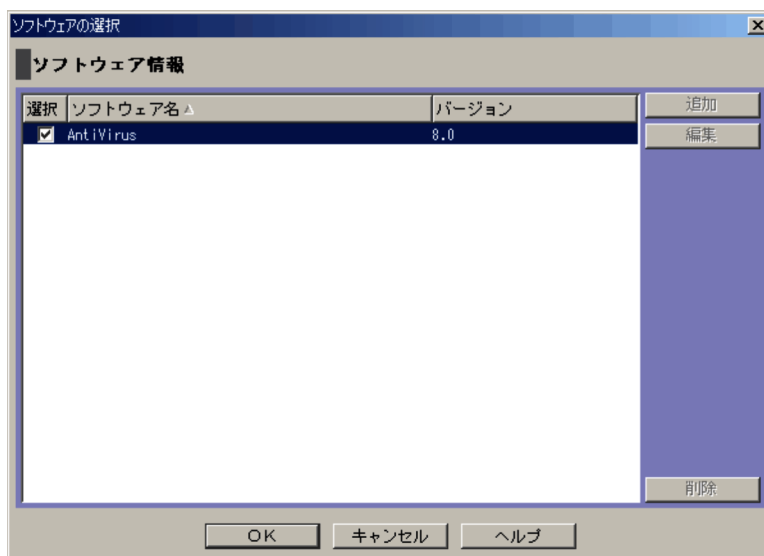 ソフトウェアの選択
ソフトウェア情報
選択 ソフトウェア名 バージョン
AntiVirus 8.0
追加
編集
削除
OK キャンセル ヘルプ